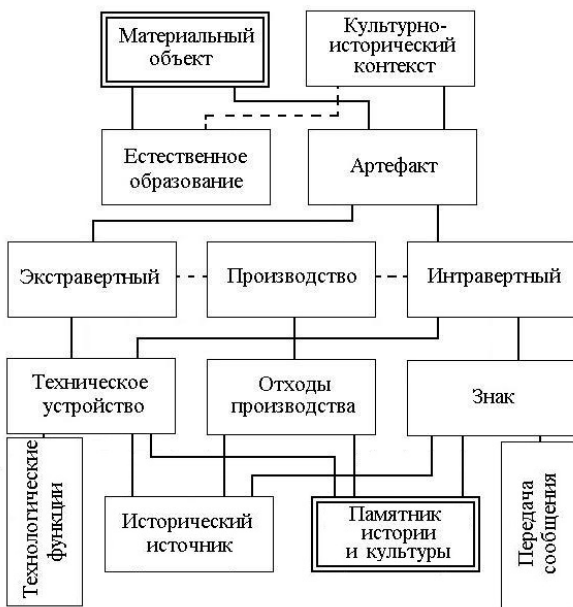 Материальный
объект
Культурно-
исторический
контекст
Естественное
образование
Артефакт
Экстравертный
Производство
Интравертный
Техническое
устройство
Отходы
производства
Знак
Технологические
функции
Исторический
источник
Памятник
истории
и культуры
Передача
сообщения